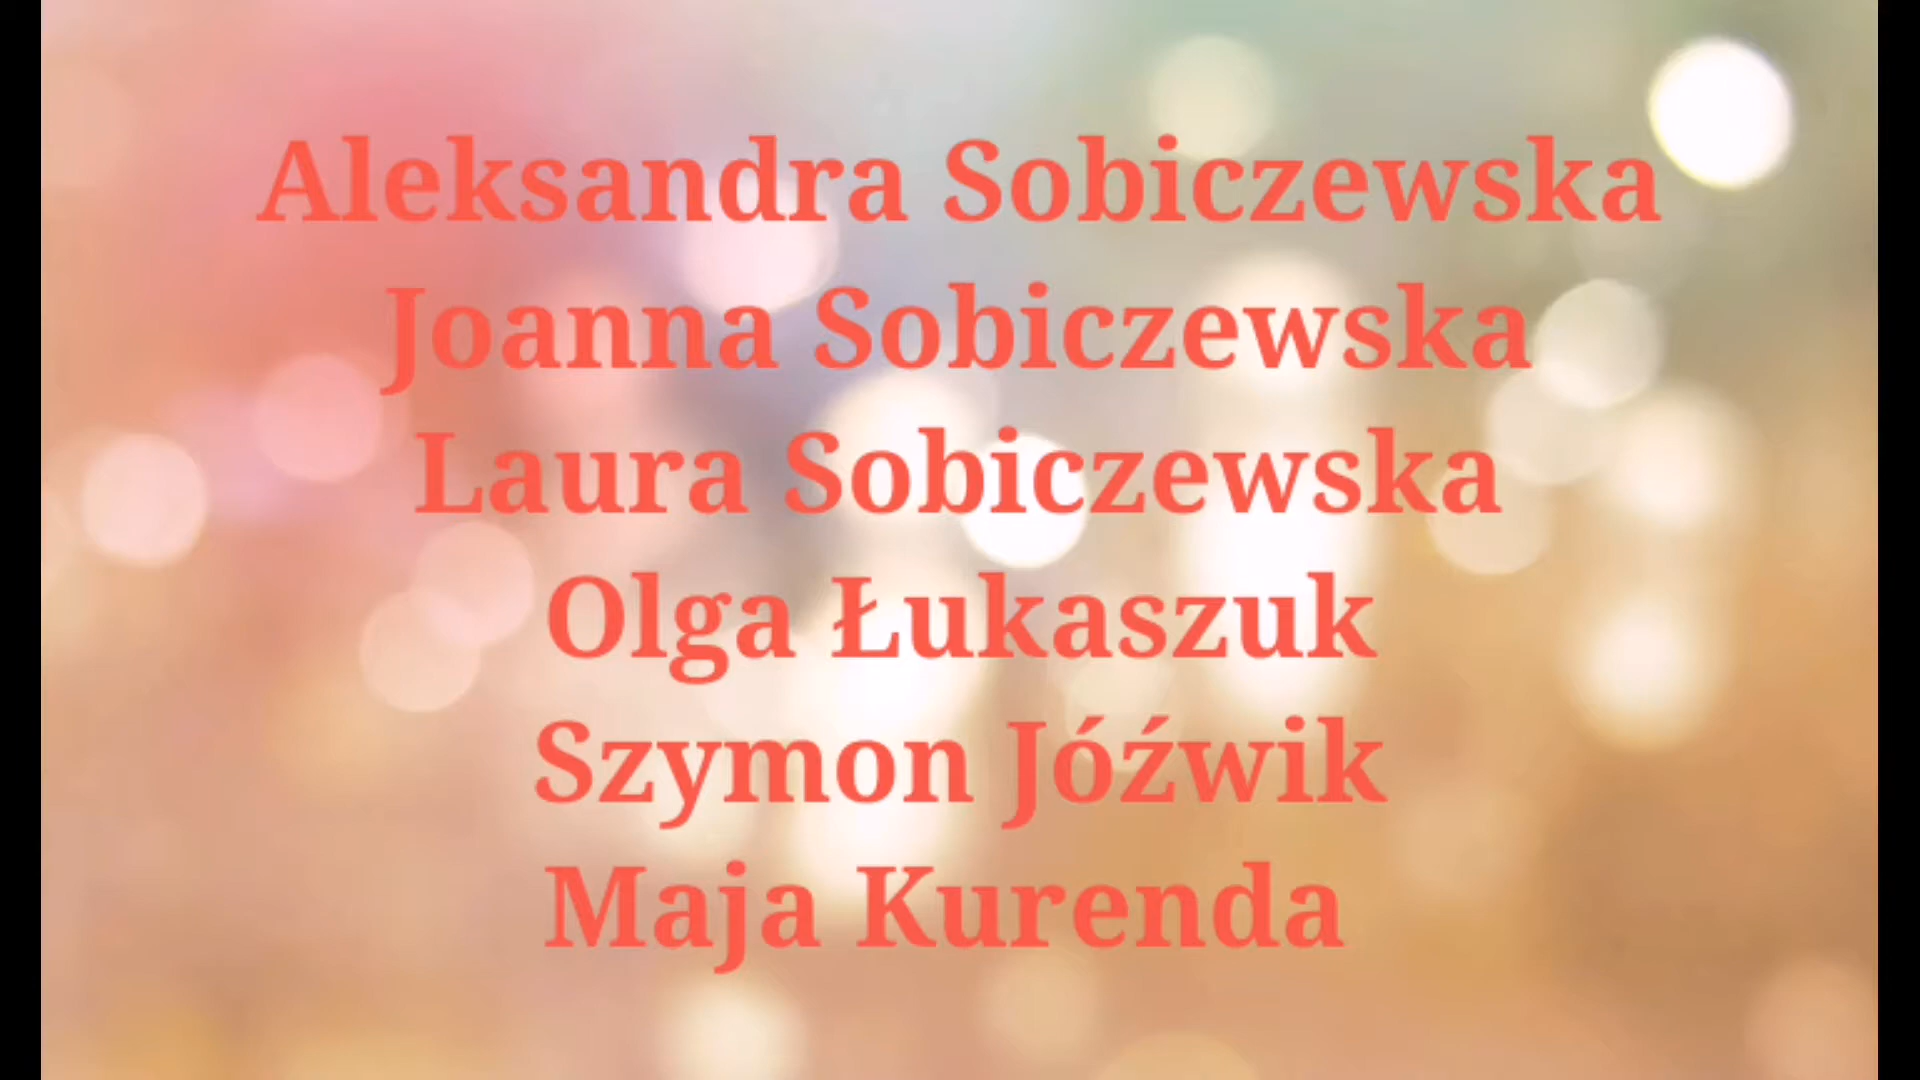 Aleksandra Sobiczewska
Joanna Sobiczewska
Laura Sobiczewska
Olga Łukaszuk
Szymon Jóźwik
Maja Kurenda